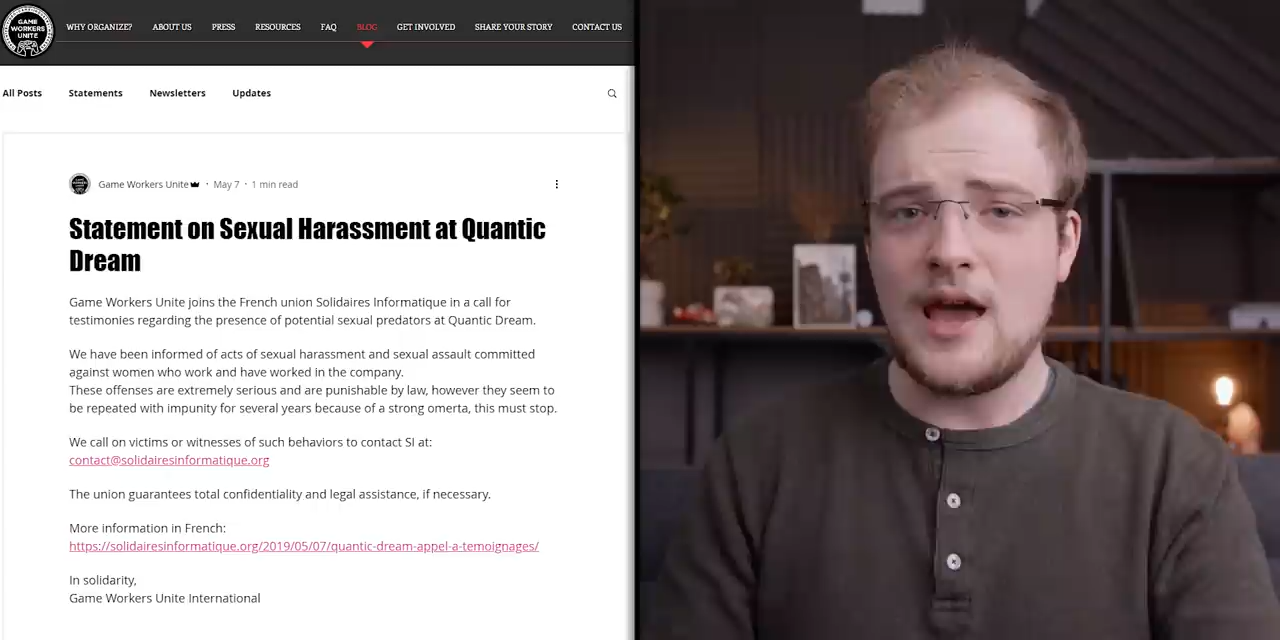 GAME
WORKERS
UNITE
WHY ORGANIZE? ABOUT US PRESS RESOURCES FAQ BLOG GET INVOLVED SHARE YOUR STORY CONTACT US
All Posts Statements Newsletters Updates
Game Workers Unite · May 7 · 1 min read
Statement on Sexual Harassment at Quantic
Dream
Game Workers Unite joins the French union Solidaires Informatique in a call for
testimonies regarding the presence of potential sexual predators at Quantic Dream.
We have been informed of acts of sexual harassment and sexual assault committed
against women who work and have worked in the company.
These offenses are extremely serious and are punishable by law, however they seem to
be repeated with impunity for several years because of a strong omerta, this must stop.
We call on victims or witnesses of such behaviors to contact SI at:
contact@solidairesinformatique.org
The union guarantees total confidentiality and legal assistance, if necessary.
More information in French:
https://solidairesinformatique.org/2019/05/07/quantic-dream-appel-a-temoignages/
In solidarity,
Game Workers Unite International